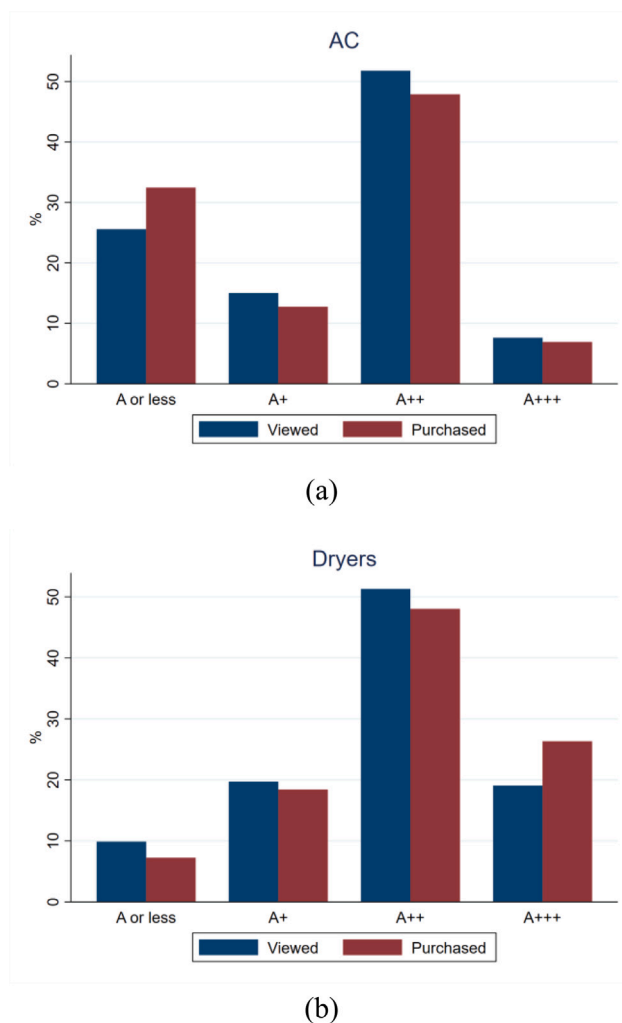 AC
50
40
30
20
10
0
%
A or less A+ A++ A+++
Viewed Purchased
(a)
Dryers
50
40
30
20
10
0
%
A or less A+ A++ A+++
Viewed Purchased
(b)